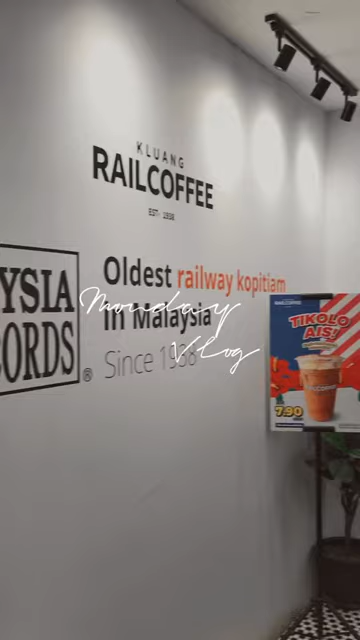 KLUANG
RAILCOFFEE
EST. 1938
YSIA
ORDS
®
Oldest railway kopitiam
in Malaysia
Since 1938
Monday
Vlog
RAILCOFFEE
TIKOLO
AIS!
7.90